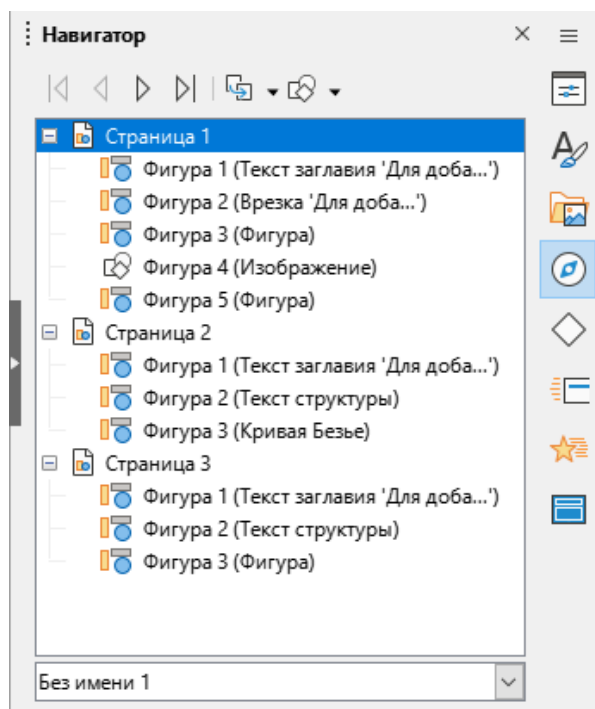 Навигатор
Страница 1
Фигура 1 (Текст заглавия 'Для доба...')
Фигура 2 (Врезка 'Для доба...')
Фигура 3 (Фигура)
Фигура 4 (Изображение)
Фигура 5 (Фигура)
Страница 2
Фигура 1 (Текст заглавия 'Для доба...')
Фигура 2 (Текст структуры)
Фигура 3 (Кривая Безье)
Страница 3
Фигура 1 (Текст заглавия 'Для доба...')
Фигура 2 (Текст структуры)
Фигура 3 (Фигура)
Без имени 1